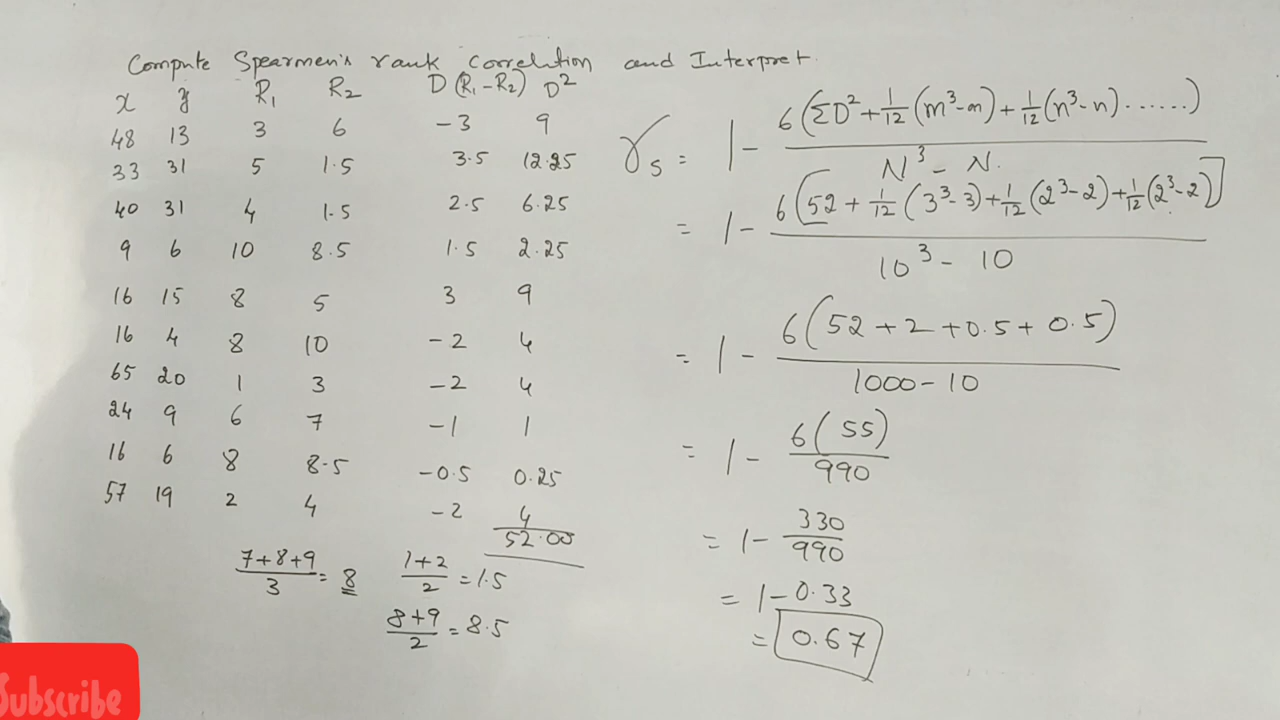 Compute Spearmen's rank correlation and Interpret.
x y R₁ R₂ D (R₁-R₂) D²
48 13 3 6 -3 9
33 31 5 1.5 3.5 12.25
40 31 4 1.5 2.5 6.25
9 6 10 8.5 1.5 2.25
16 15 8 5 3 9
16 4 8 10 -2 4
65 20 1 3 -2 4
24 9 6 7 -1 1
16 6 8 8.5 -0.5 0.25
57 19 2 4 -2 4
52.00
(7+8+9)/3 = 8
(1+2)/2 = 1.5
(8+9)/2 = 8.5
γs = 1 - 6(ΣD²+1/12(m³-m)+1/12(n³-n)......)/(N³-N.)
= 1 - 6[52+1/12(3³-3)+1/12(2³-2)+1/12(2³-2)]/(10³-10)
= 1 - 6(52+2+0.5+0.5)/(1000-10)
= 1 - 6(55)/990
= 1 - 330/990
= 1-0.33
= 0.67
Subscribe